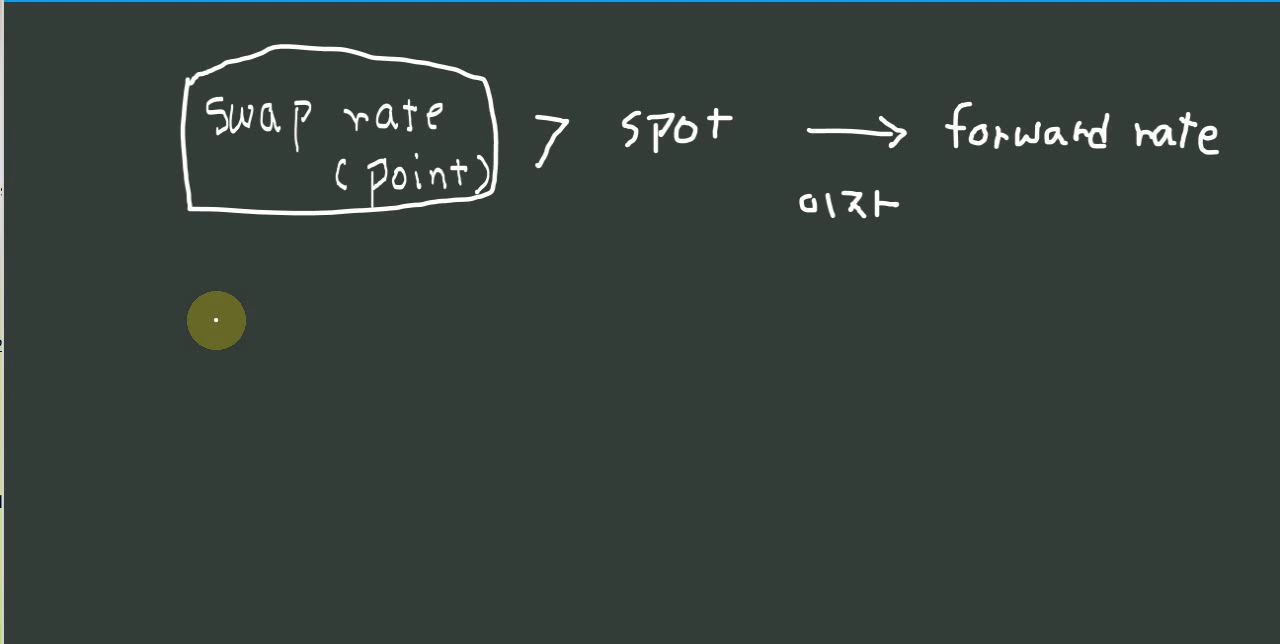 swap rate > spot → forward rate
(point)
이자